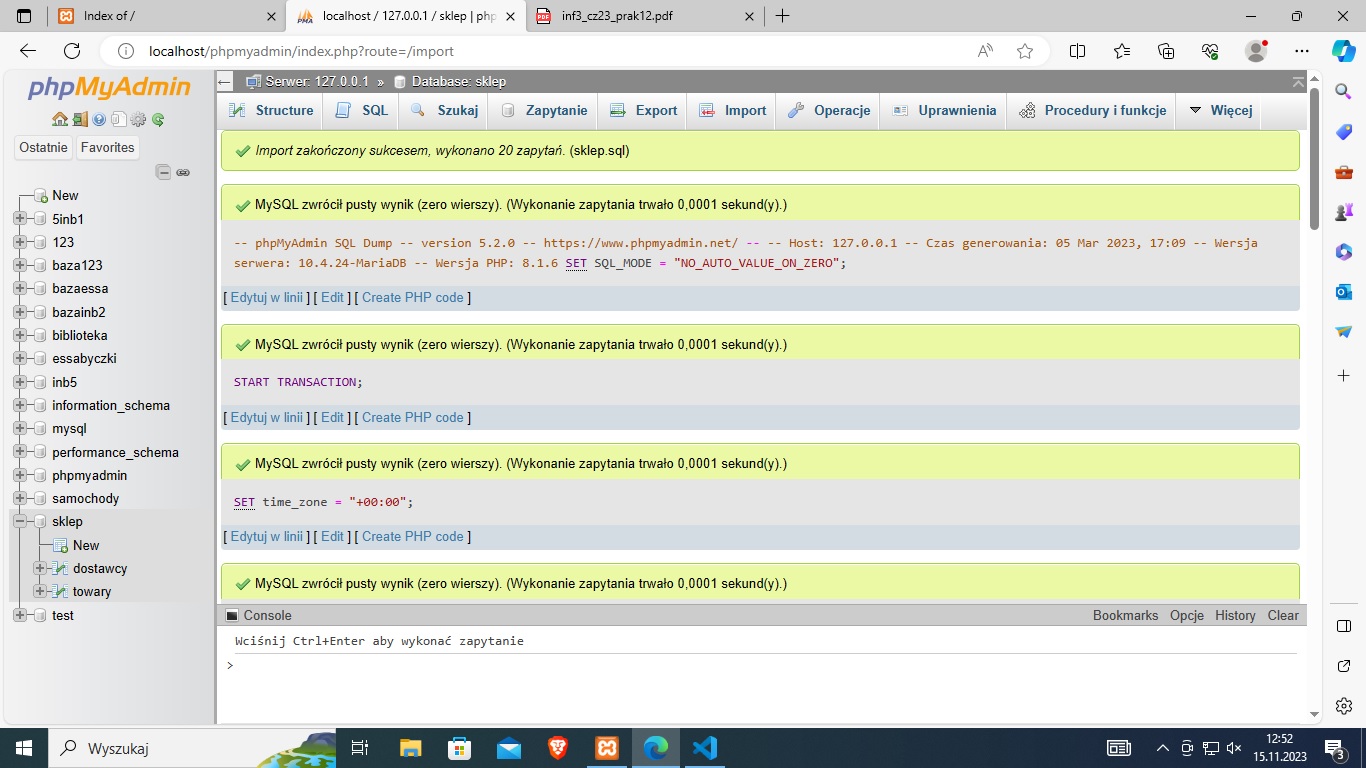 Index of /
localhost / 127.0.0.1 / sklep | php
PDF inf3_cz23_prak12.pdf
localhost/phpmyadmin/index.php?route=/import
phpMyAdmin
Ostatnie Favorites
New
5inb1
123
baza123
bazaessa
bazainb2
biblioteka
essabyczki
inb5
information_schema
mysql
performance_schema
phpmyadmin
samochody
sklep
New
dostawcy
towary
test
Serwer: 127.0.0.1 » Database: sklep
Structure SQL Szukaj Zapytanie Export Import Operacje Uprawnienia Procedury i funkcje Więcej
Import zakończony sukcesem, wykonano 20 zapytań. (sklep.sql)
MySQL zwrócił pusty wynik (zero wierszy). (Wykonanie zapytania trwało 0,0001 sekund(y).)
-- phpMyAdmin SQL Dump -- version 5.2.0 -- https://www.phpmyadmin.net/ -- -- Host: 127.0.0.1 -- Czas generowania: 05 Mar 2023, 17:09 -- Wersja
serwera: 10.4.24-MariaDB -- Wersja PHP: 8.1.6 SET SQL_MODE = "NO_AUTO_VALUE_ON_ZERO";
[ Edytuj w linii ] [ Edit ] [ Create PHP code ]
MySQL zwrócił pusty wynik (zero wierszy). (Wykonanie zapytania trwało 0,0001 sekund(y).)
START TRANSACTION;
[ Edytuj w linii ] [ Edit ] [ Create PHP code ]
MySQL zwrócił pusty wynik (zero wierszy). (Wykonanie zapytania trwało 0,0001 sekund(y).)
SET time_zone = "+00:00";
[ Edytuj w linii ] [ Edit ] [ Create PHP code ]
MySQL zwrócił pusty wynik (zero wierszy). (Wykonanie zapytania trwało 0,0001 sekund(y).)
Console Bookmarks Opcje History Clear
Wciśnij Ctrl+Enter aby wykonać zapytanie
>
Wyszukaj
12:52
15.11.2023
3